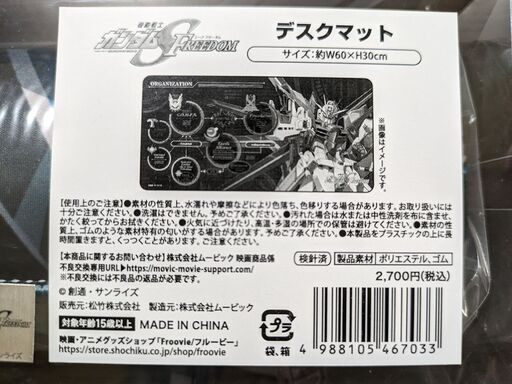 機動戦士
ガンダム SEED
FREEDOM
デスクマット
サイズ:約W60×H30cm
ORGANIZATION
※画像は
イメージです。
【使用上のご注意】●素材の性質上、水濡れや摩擦などにより色落ち、色移りする場合があります。お取り扱いには
十分ご注意ください。●洗濯はできません。予めご了承ください。●汚れた場合は水または中性洗剤を布に含ませ、
かたく絞ってからお拭きください。●火気に近づけたり、高温・多湿の場所での保管は避けてください。●素材の性
質上、ゴムのような素材特有の匂いがする場合があります。予めご了承ください。●本製品をプラスチックの上に長
時間置きますと、くっつくことがあります。ご注意ください。
【本商品に関するお問い合わせ】株式会社ムービック 映画商品係
不良交換専用URL▶https://movic-movie-support.com/
※不良交換には不良品の返品が必要です。
検針済 製品素材 ポリエステル、ゴム
2,700円(税込)
© 創通・サンライズ
販売元:松竹株式会社 製造元:株式会社ムービック
対象年齢15歳以上 MADE IN CHINA
映画・アニメグッズショップ「Froovie/フルービー」
https://store.shochiku.co.jp/shop/froovie
プラ
袋、箱
4 988105 467033